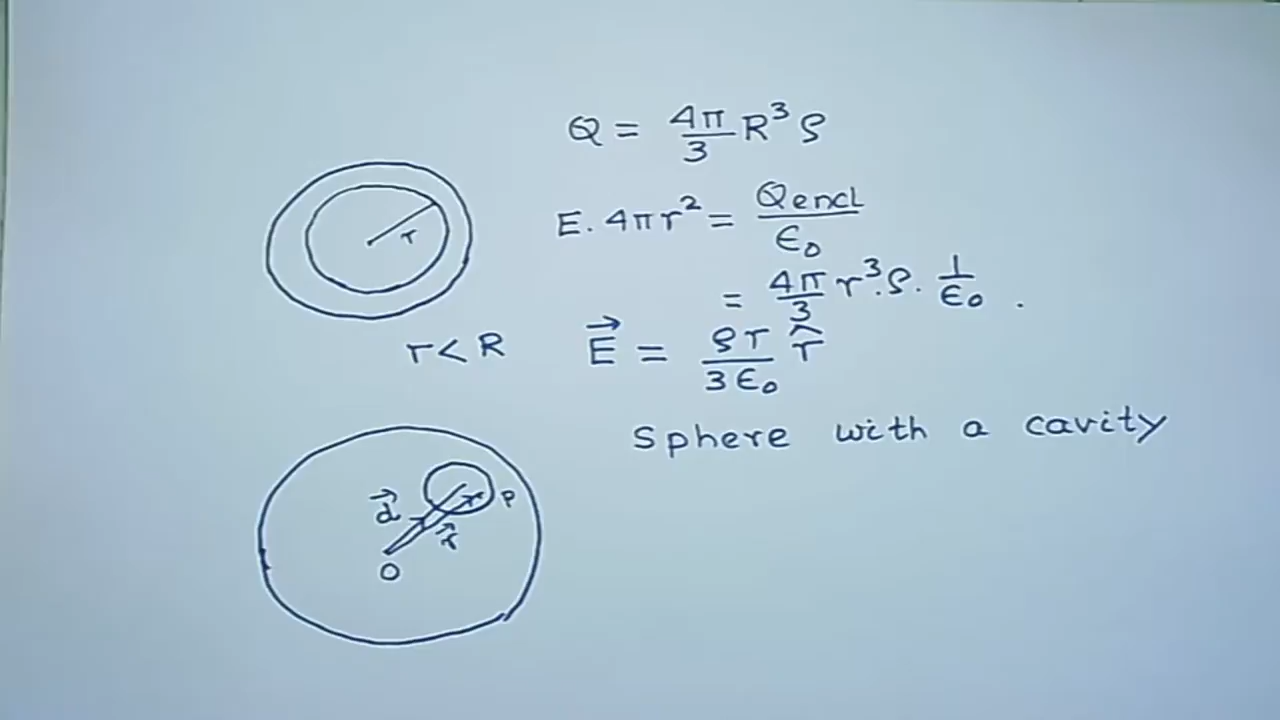 Q = 4π/3 R³ ρ
E. 4πr² = Qencl/ϵ₀
r
= 4π/3 r³.ρ. 1/ϵ₀ .
r < R
E⃗ = ρr/3ϵ₀ r̂
Sphere with a cavity
d⃗
P
r⃗
O